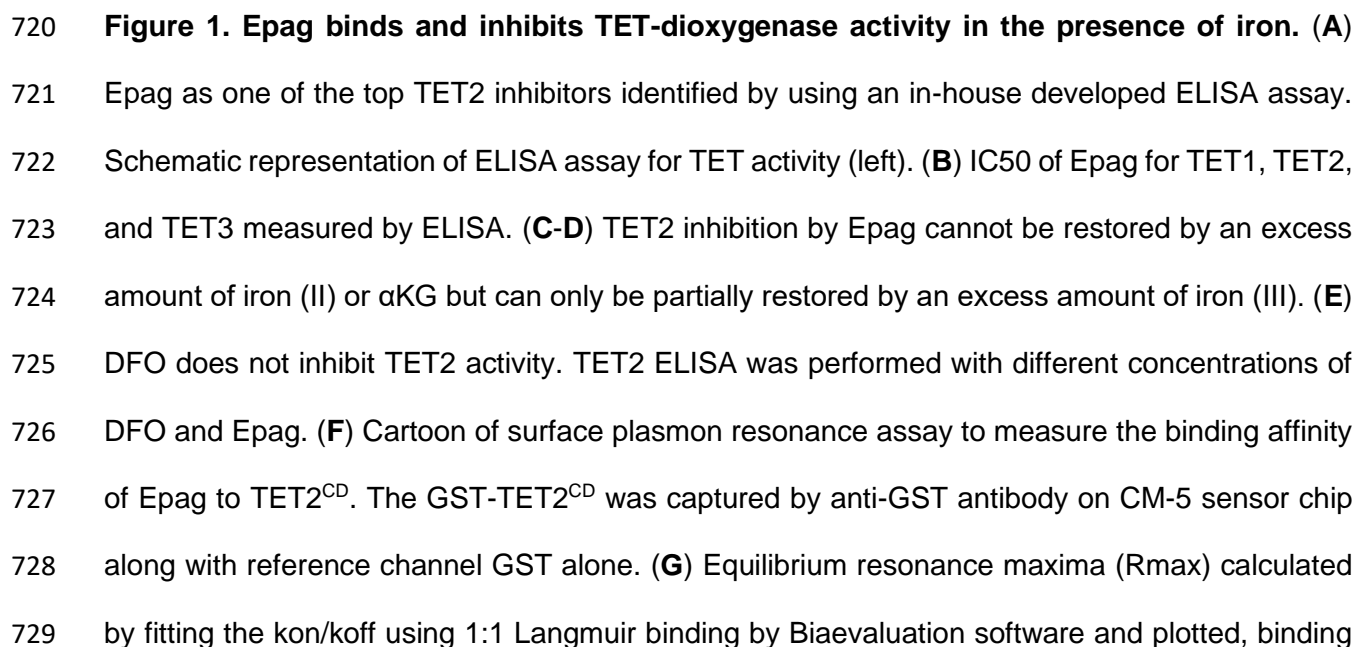 720 Figure 1. Epag binds and inhibits TET-dioxygenase activity in the presence of iron. (A)
721 Epag as one of the top TET2 inhibitors identified by using an in-house developed ELISA assay.
722 Schematic representation of ELISA assay for TET activity (left). (B) IC50 of Epag for TET1, TET2,
723 and TET3 measured by ELISA. (C-D) TET2 inhibition by Epag cannot be restored by an excess
724 amount of iron (II) or αKG but can only be partially restored by an excess amount of iron (III). (E)
725 DFO does not inhibit TET2 activity. TET2 ELISA was performed with different concentrations of
726 DFO and Epag. (F) Cartoon of surface plasmon resonance assay to measure the binding affinity
727 of Epag to TET2CD. The GST-TET2CD was captured by anti-GST antibody on CM-5 sensor chip
728 along with reference channel GST alone. (G) Equilibrium resonance maxima (Rmax) calculated
729 by fitting the kon/koff using 1:1 Langmuir binding by Biaevaluation software and plotted, binding